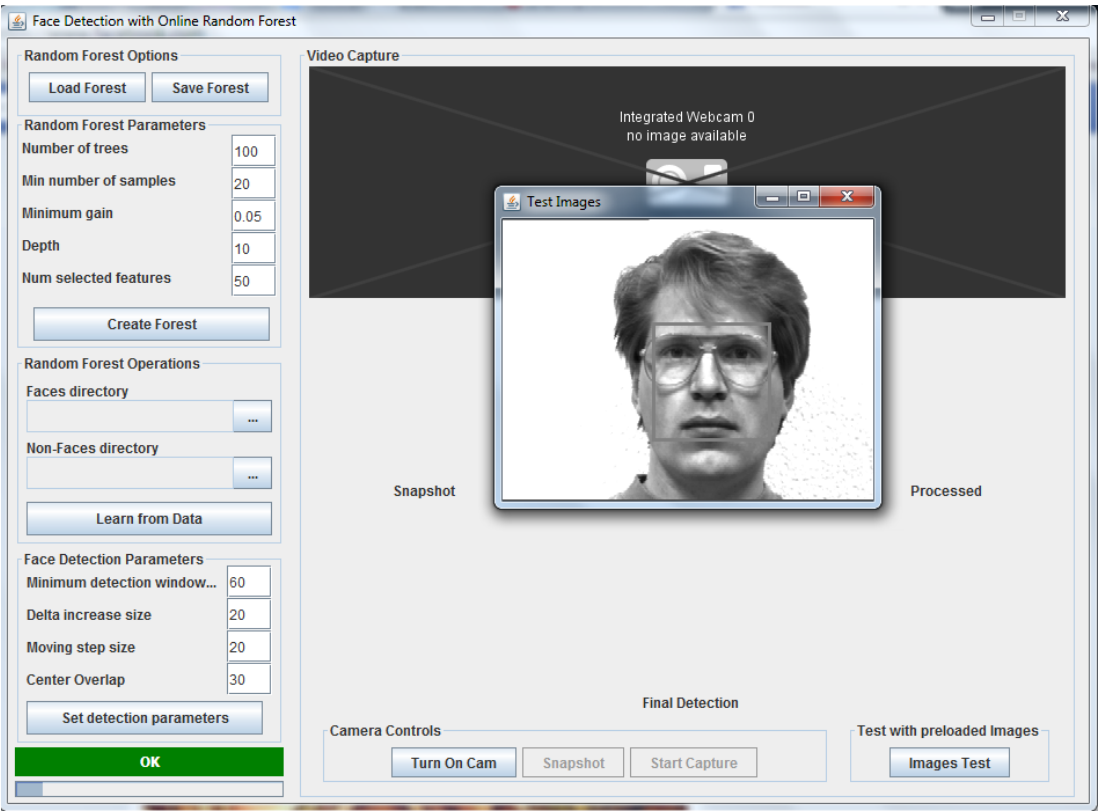 Face Detection with Online Random Forest
Random Forest Options
Load Forest
Save Forest
Random Forest Parameters
Number of trees
100
Min number of samples
20
Minimum gain
0.05
Depth
10
Num selected features
50
Create Forest
Random Forest Operations
Faces directory
...
Non-Faces directory
...
Learn from Data
Face Detection Parameters
Minimum detection window...
60
Delta increase size
20
Moving step size
20
Center Overlap
30
Set detection parameters
OK
Video Capture
Integrated Webcam 0
no image available
Test Images
Snapshot
Processed
Final Detection
Camera Controls
Turn On Cam
Snapshot
Start Capture
Test with preloaded Images
Images Test